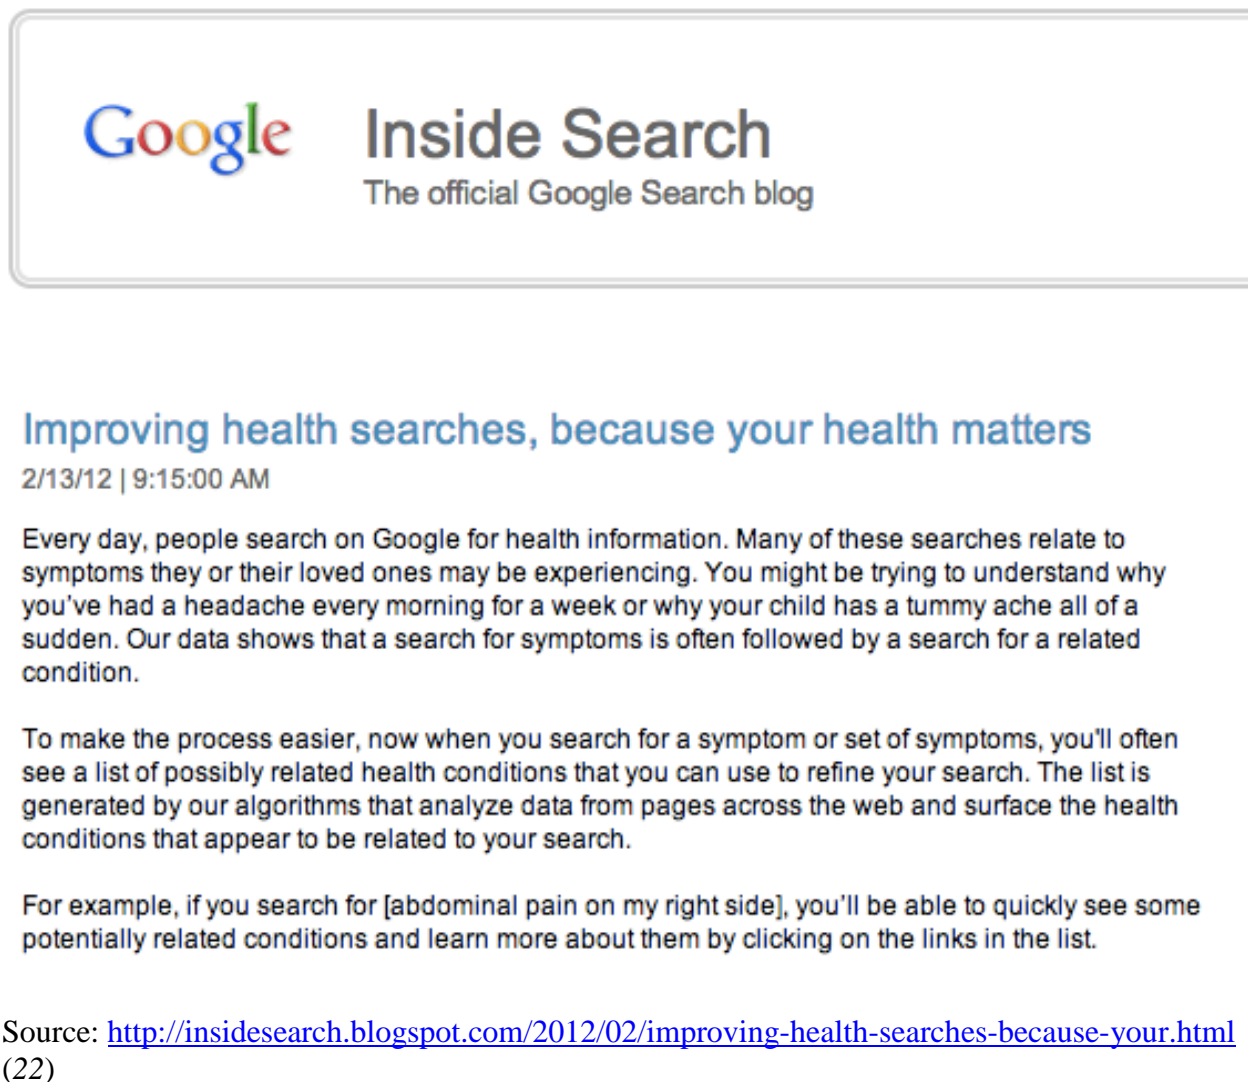 Google Inside Search
The official Google Search blog
Improving health searches, because your health matters
2/13/12 | 9:15:00 AM
Every day, people search on Google for health information. Many of these searches relate to
symptoms they or their loved ones may be experiencing. You might be trying to understand why
you've had a headache every morning for a week or why your child has a tummy ache all of a
sudden. Our data shows that a search for symptoms is often followed by a search for a related
condition.
To make the process easier, now when you search for a symptom or set of symptoms, you'll often
see a list of possibly related health conditions that you can use to refine your search. The list is
generated by our algorithms that analyze data from pages across the web and surface the health
conditions that appear to be related to your search.
For example, if you search for [abdominal pain on my right side], you'll be able to quickly see some
potentially related conditions and learn more about them by clicking on the links in the list.
Source: http://insidesearch.blogspot.com/2012/02/improving-health-searches-because-your.html
(22)